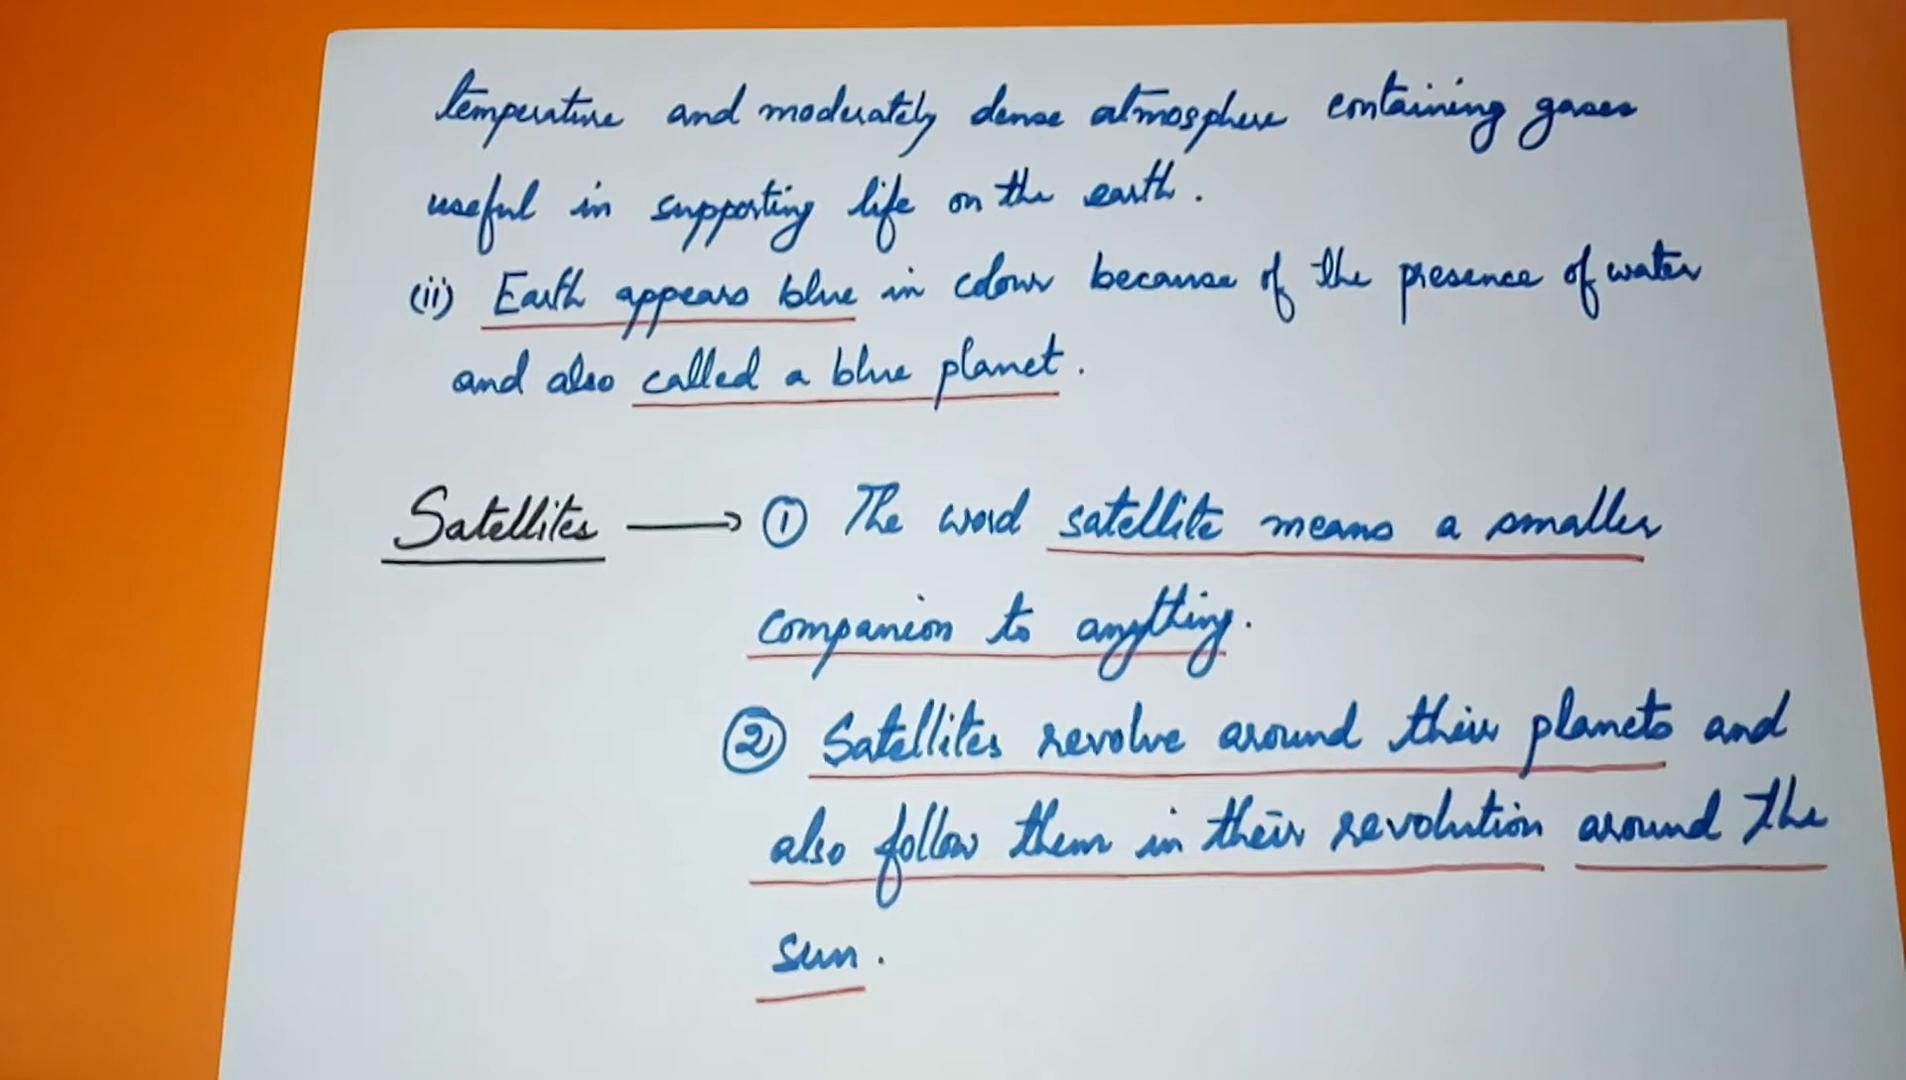 temperature and moderately dense atmosphere containing gases
useful in supporting life on the earth.
(ii) Earth appears blue in colour because of the presence of water
and also called a blue planet.
Satellites → ① The word satellite means a smaller
companion to anything.
② Satellites revolve around their planets and
also follow them in their revolution around the
sun.